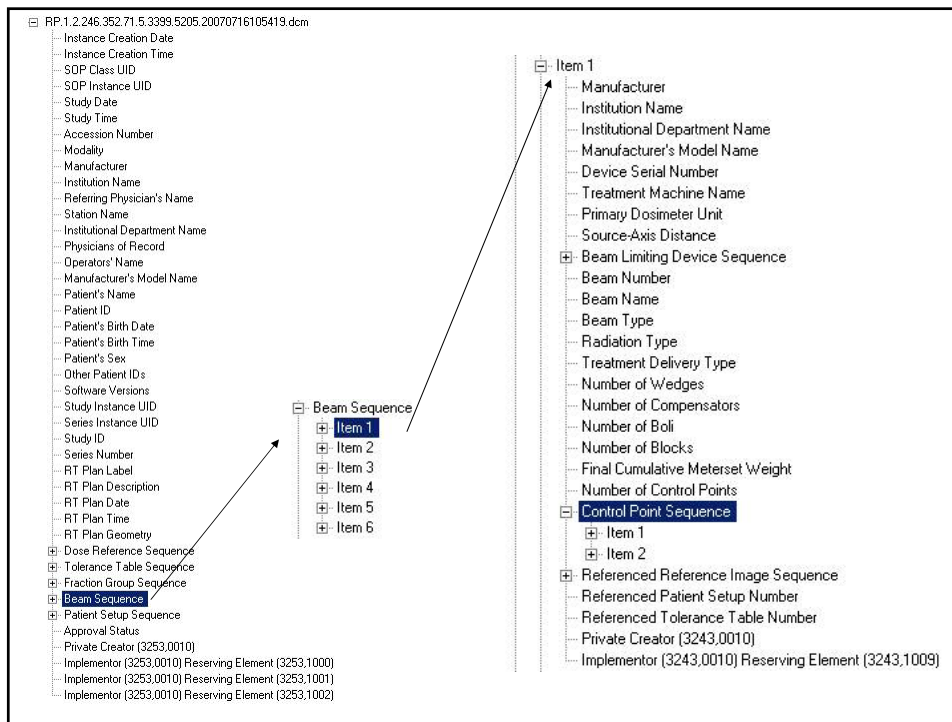 RP.1.2.246.352.71.5.3399.5205.20070716105419.dcm
Instance Creation Date
Instance Creation Time
SOP Class UID
SOP Instance UID
Study Date
Study Time
Accession Number
Modality
Manufacturer
Institution Name
Referring Physician's Name
Station Name
Institutional Department Name
Physicians of Record
Operators' Name
Manufacturer's Model Name
Patient's Name
Patient ID
Patient's Birth Date
Patient's Birth Time
Patient's Sex
Other Patient IDs
Software Versions
Study Instance UID
Series Instance UID
Study ID
Series Number
RT Plan Label
RT Plan Description
RT Plan Date
RT Plan Time
RT Plan Geometry
Dose Reference Sequence
Tolerance Table Sequence
Fraction Group Sequence
Beam Sequence
Patient Setup Sequence
Approval Status
Private Creator (3253,0010)
Implementor (3253,0010) Reserving Element (3253,1000)
Implementor (3253,0010) Reserving Element (3253,1001)
Implementor (3253,0010) Reserving Element (3253,1002)
Beam Sequence
Item 1
Item 2
Item 3
Item 4
Item 5
Item 6
Item 1
Manufacturer
Institution Name
Institutional Department Name
Manufacturer's Model Name
Device Serial Number
Treatment Machine Name
Primary Dosimeter Unit
Source-Axis Distance
Beam Limiting Device Sequence
Beam Number
Beam Name
Beam Type
Radiation Type
Treatment Delivery Type
Number of Wedges
Number of Compensators
Number of Boli
Number of Blocks
Final Cumulative Meterset Weight
Number of Control Points
Control Point Sequence
Item 1
Item 2
Referenced Reference Image Sequence
Referenced Patient Setup Number
Referenced Tolerance Table Number
Private Creator (3243,0010)
Implementor (3243,0010) Reserving Element (3243,1009)